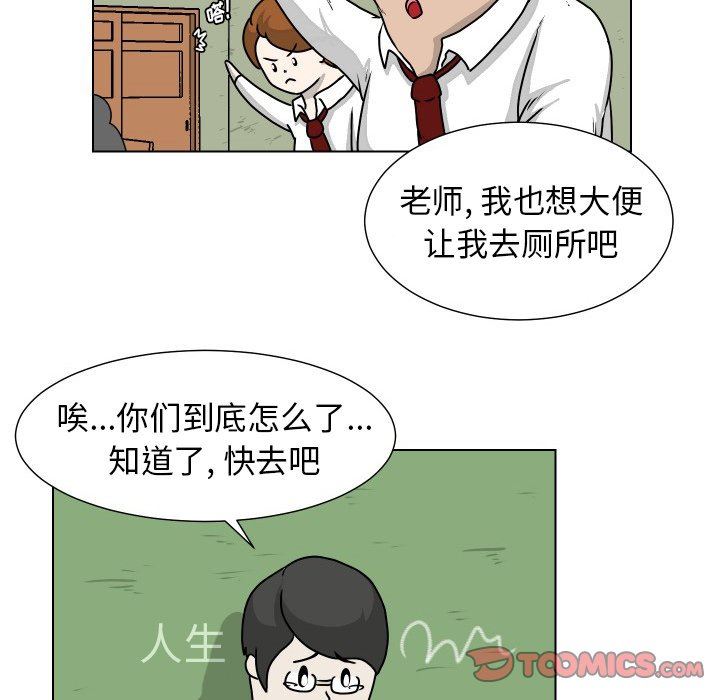 嗒!
老师, 我也想大便
让我去厕所吧
唉...你们到底怎么了...
知道了, 快去吧
人生
TOOMICS.COM